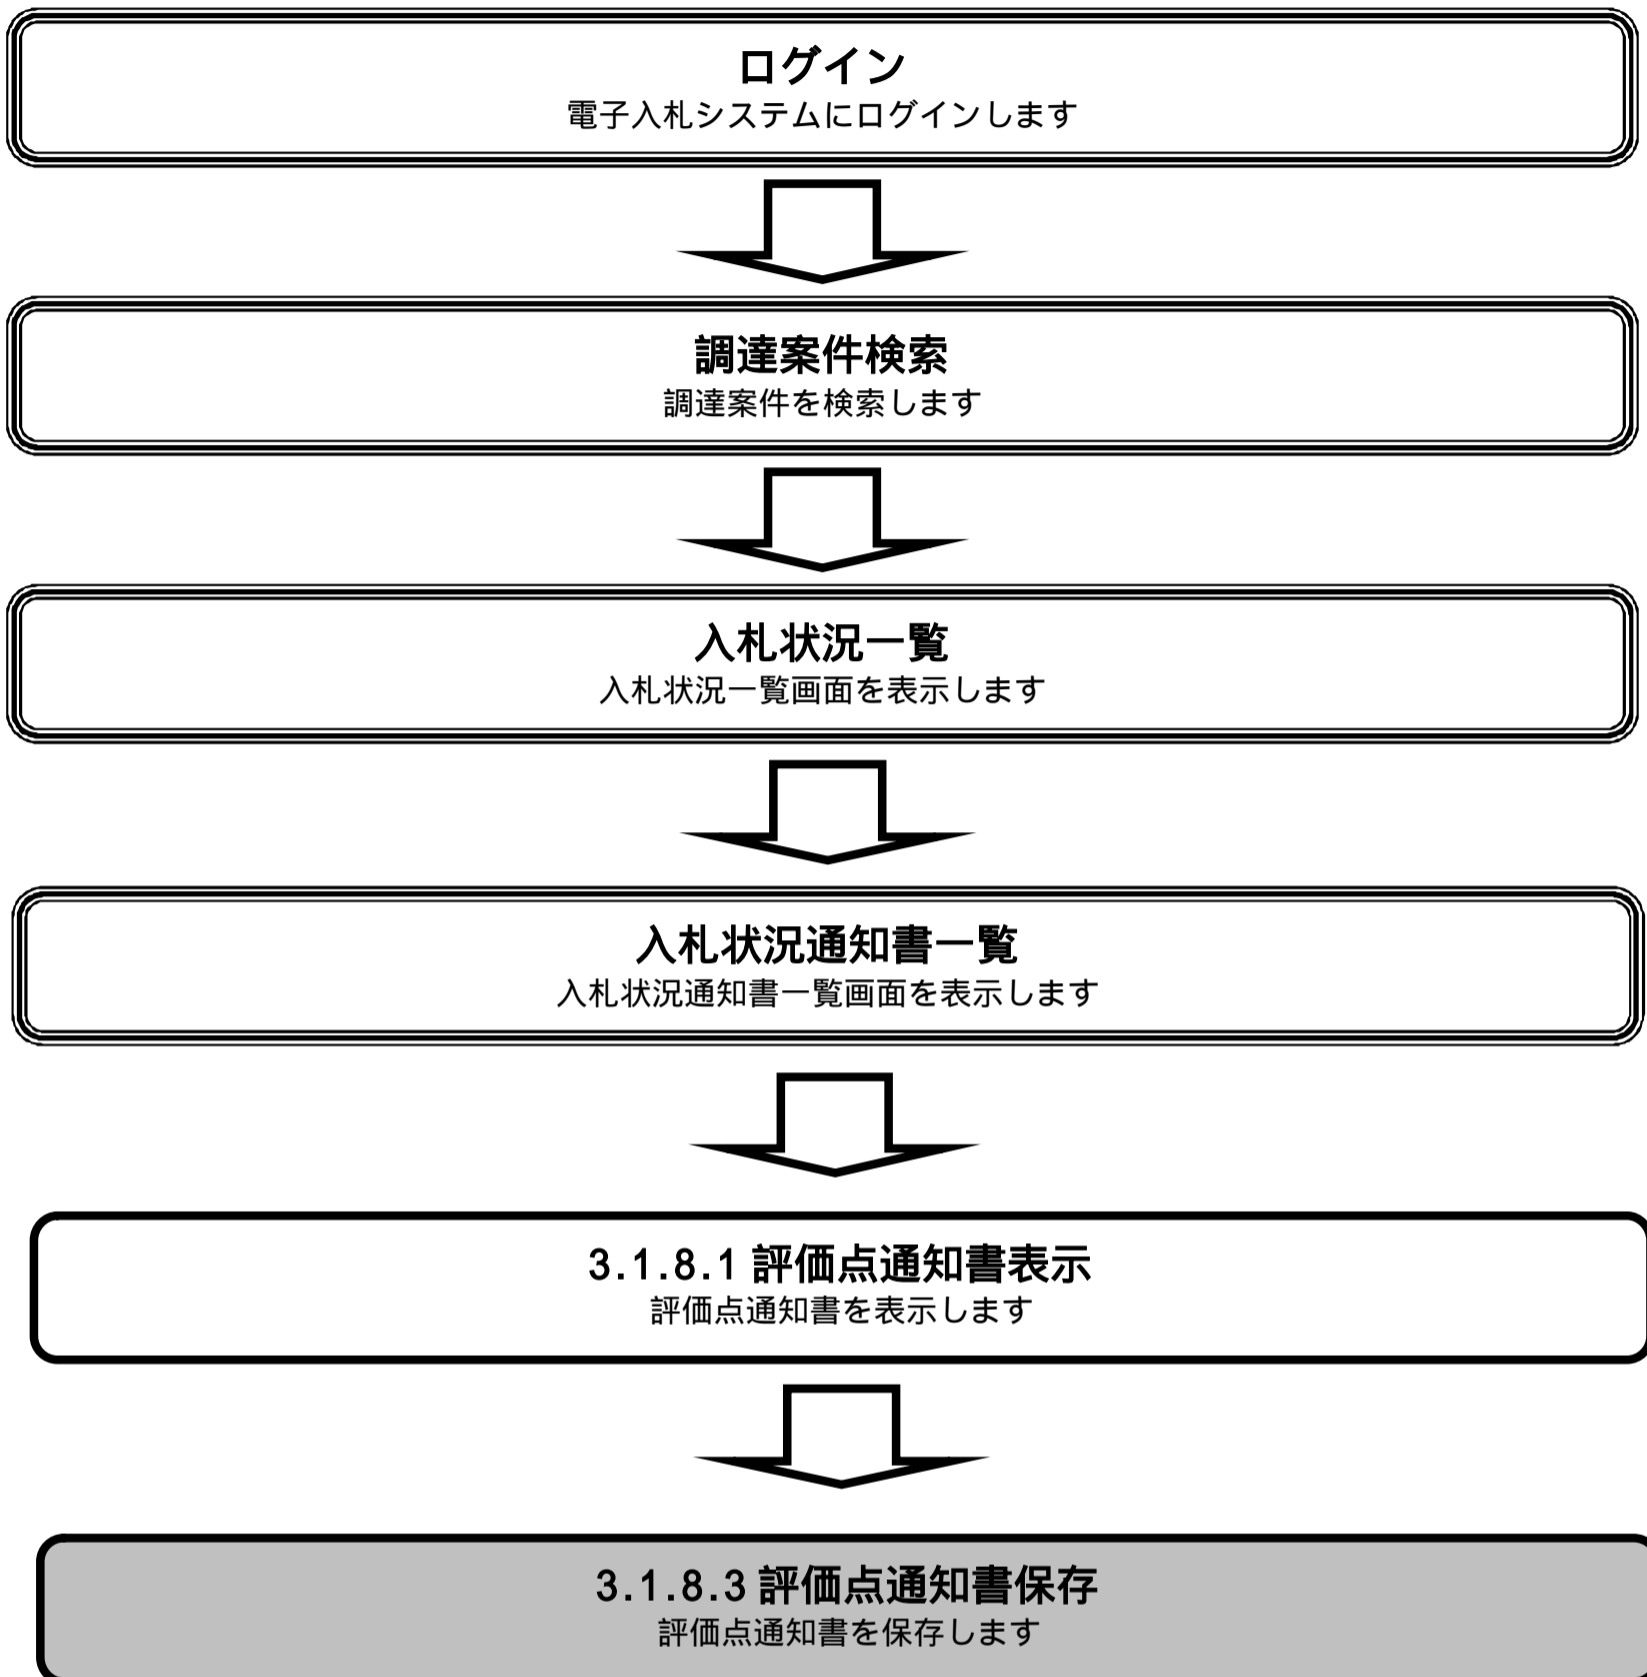 ログイン
電子入札システムにログインします
調達案件検索
調達案件を検索します
入札状況一覧
入札状況一覧画面を表示します
入札状況通知書一覧
入札状況通知書一覧画面を表示します
3.1.8.1 評価点通知書表示
評価点通知書を表示します
3.1.8.3 評価点通知書保存
評価点通知書を保存します